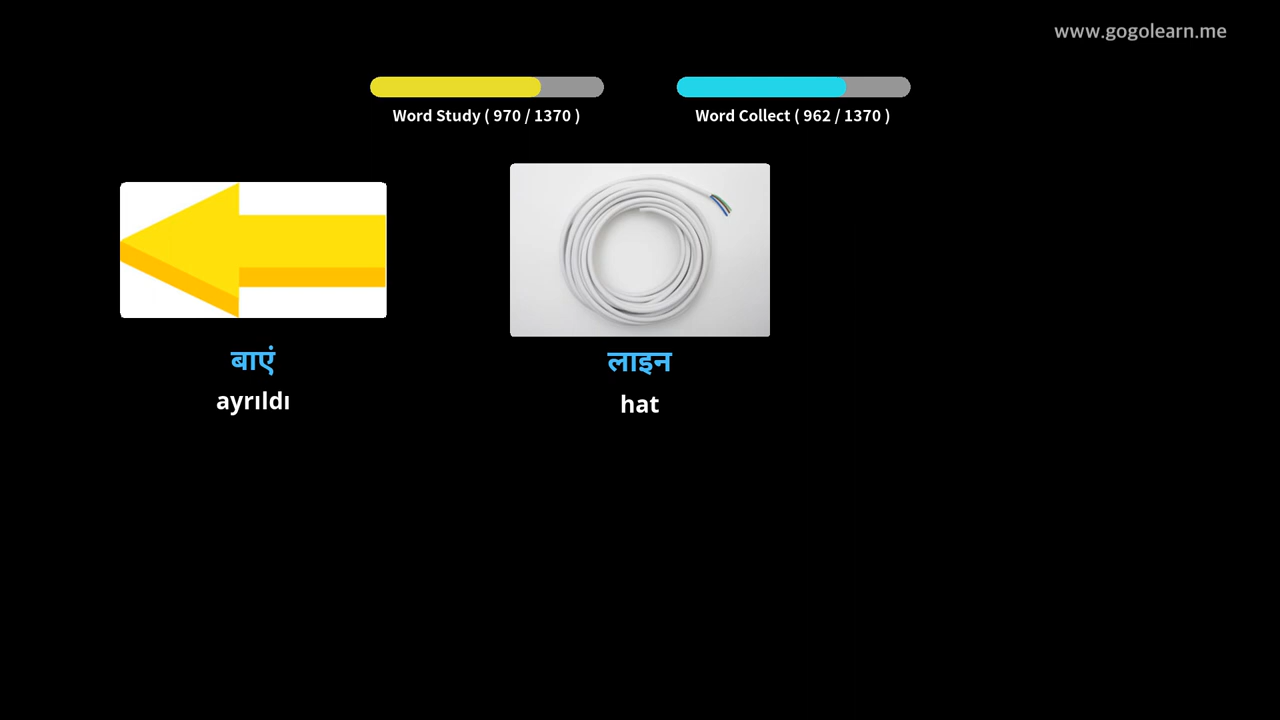 www.gogolearn.me
Word Study ( 970 / 1370 )
Word Collect ( 962 / 1370 )
बाएं
ayrıldı
लाइन
hat